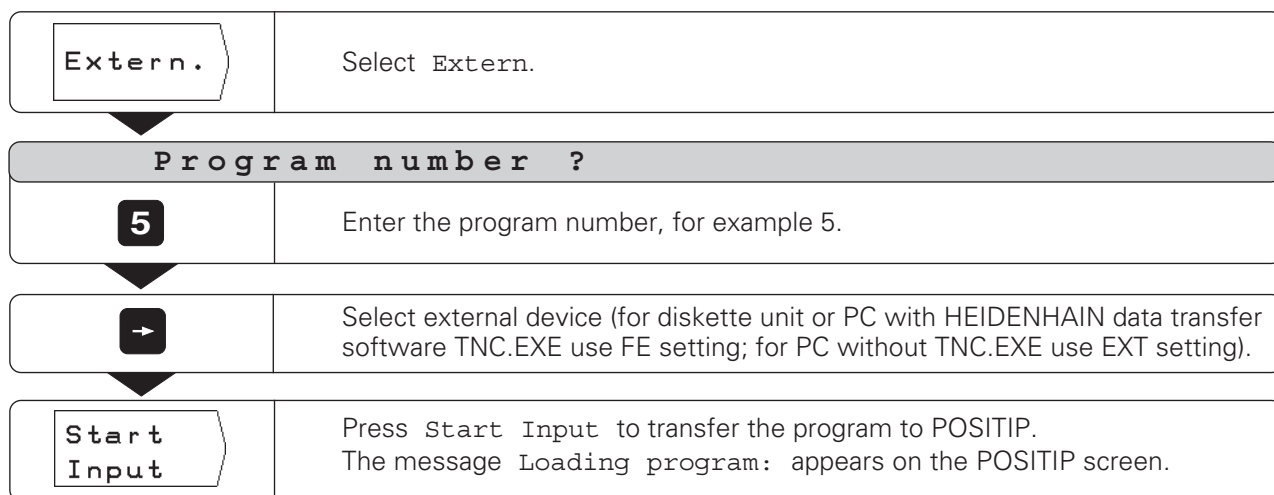 Extern.
Select Extern.
Program number ?
5
Enter the program number, for example 5.
Select external device (for diskette unit or PC with HEIDENHAIN data transfer
software TNC.EXE use FE setting; for PC without TNC.EXE use EXT setting).
Start
Input
Press Start Input to transfer the program to POSITIP.
The message Loading program: appears on the POSITIP screen.